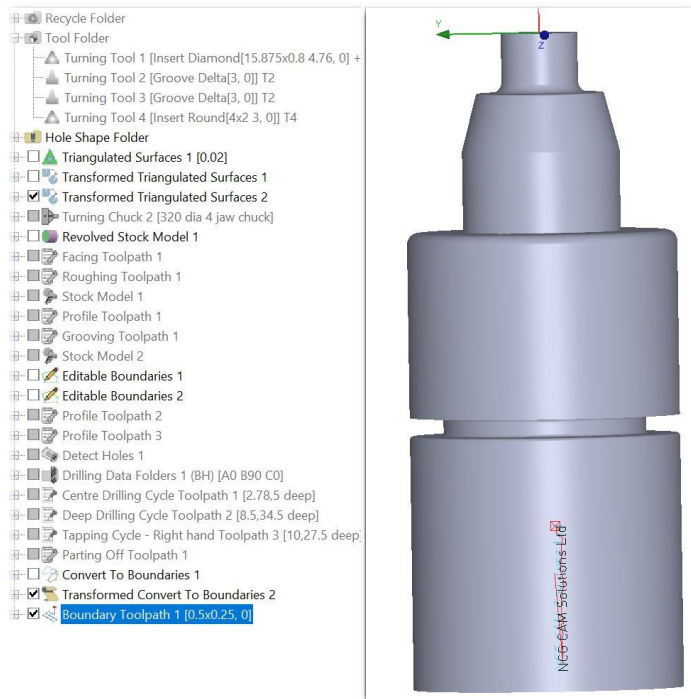 Recycle Folder
Tool Folder
Turning Tool 1 [Insert Diamond[15.875x0.8 4.76, 0] +
Turning Tool 2 [Groove Delta[3, 0]] T2
Turning Tool 3 [Groove Delta[3, 0]] T2
Turning Tool 4 [Insert Round[4x2 3, 0]] T4
Hole Shape Folder
Triangulated Surfaces 1 [0.02]
Transformed Triangulated Surfaces 1
Transformed Triangulated Surfaces 2
Turning Chuck 2 [320 dia 4 jaw chuck]
Revolved Stock Model 1
Facing Toolpath 1
Roughing Toolpath 1
Stock Model 1
Profile Toolpath 1
Grooving Toolpath 1
Stock Model 2
Editable Boundaries 1
Editable Boundaries 2
Profile Toolpath 2
Profile Toolpath 3
Detect Holes 1
Drilling Data Folders 1 (BH) [A0 B90 C0]
Centre Drilling Cycle Toolpath 1 [2.78,5 deep]
Deep Drilling Cycle Toolpath 2 [8.5,34.5 deep]
Tapping Cycle - Right hand Toolpath 3 [10,27.5 deep]
Parting Off Toolpath 1
Convert To Boundaries 1
Transformed Convert To Boundaries 2
Boundary Toolpath 1 [0.5x0.25, 0]
Y
Z
NCG CAM Solutions Ltd